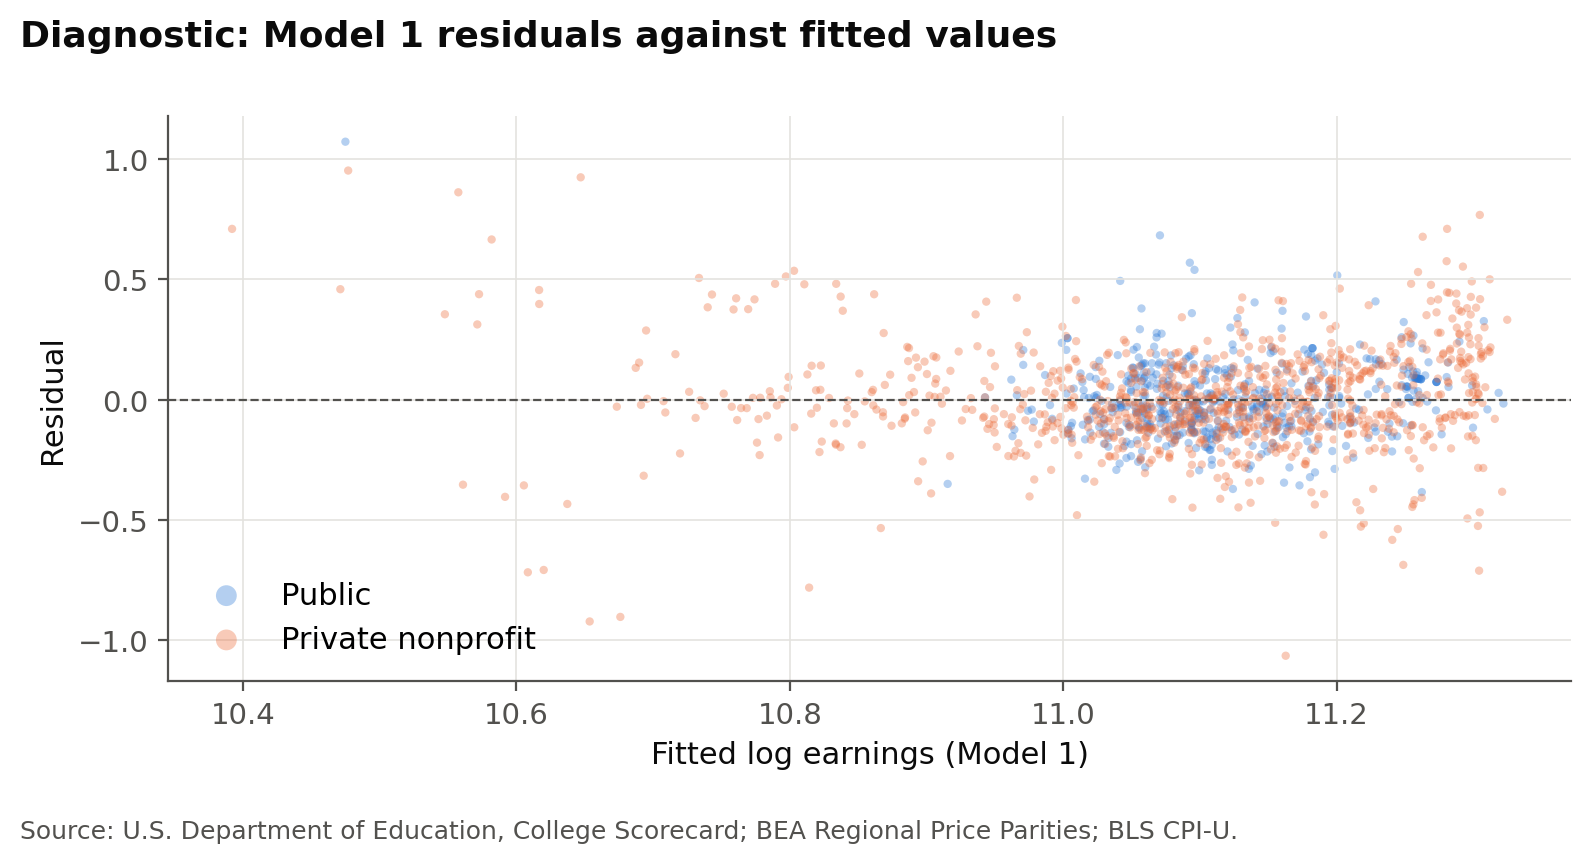 Diagnostic: Model 1 residuals against fitted values
1.0
0.5
0.0
−0.5
−1.0
Residual
Public
Private nonprofit
10.4
10.6
10.8
11.0
11.2
Fitted log earnings (Model 1)
Source: U.S. Department of Education, College Scorecard; BEA Regional Price Parities; BLS CPI-U.